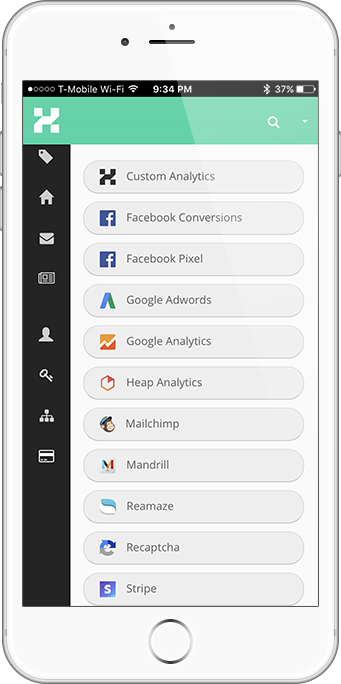 T-Mobile Wi-Fi 9:34 PM 37%
Custom Analytics
Facebook Conversions
Facebook Pixel
Google Adwords
Google Analytics
Heap Analytics
Mailchimp
Mandrill
Reamaze
Recaptcha
Stripe